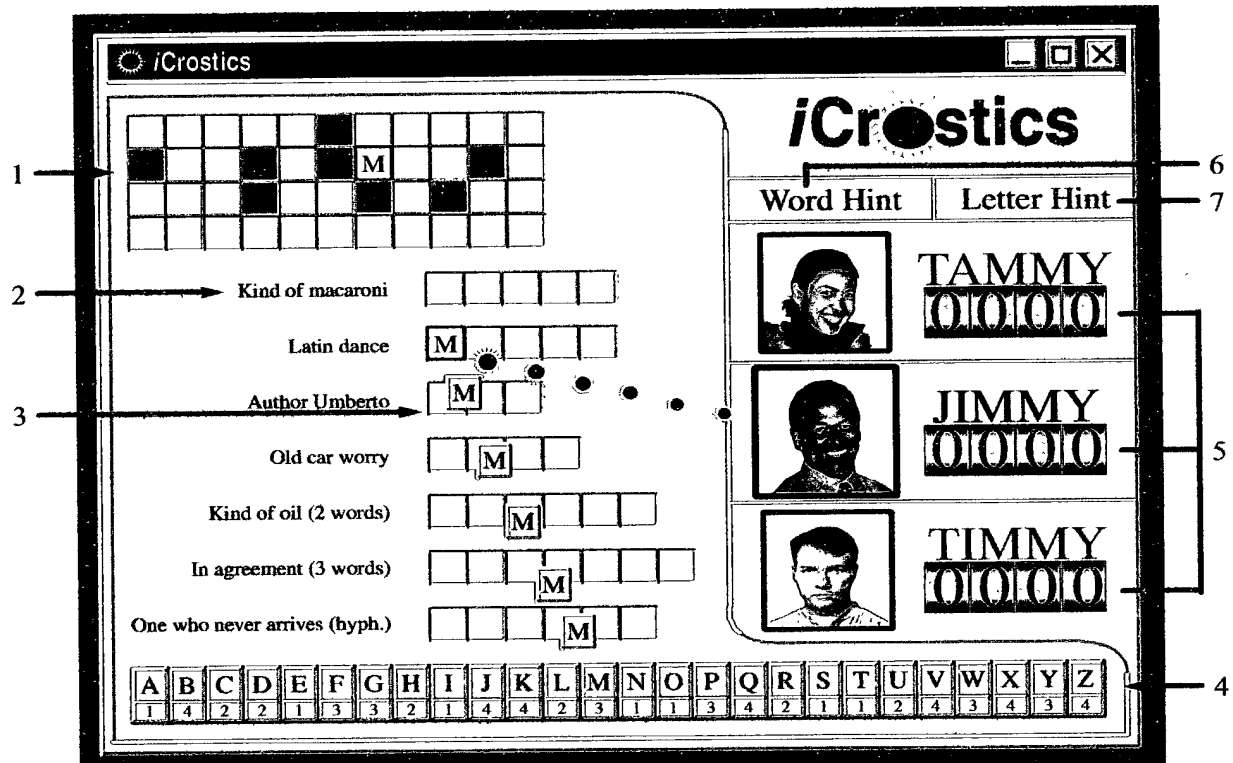 iCrostics
iCrostics
1
M
6
Word Hint
Letter Hint
7
2
Kind of macaroni
TAMMY
0000
Latin dance
M
3
Author Umberto
M
JIMMY
0000
5
Old car worry
M
Kind of oil (2 words)
M
TIMMY
0000
In agreement (3 words)
M
One who never arrives (hyph.)
M
A B C D E F G H I J K L M N O P Q R S T U V W X Y Z
1 4 2 2 1 3 3 2 1 4 4 2 3 1 1 3 4 2 1 1 2 4 3 4 3 4
4